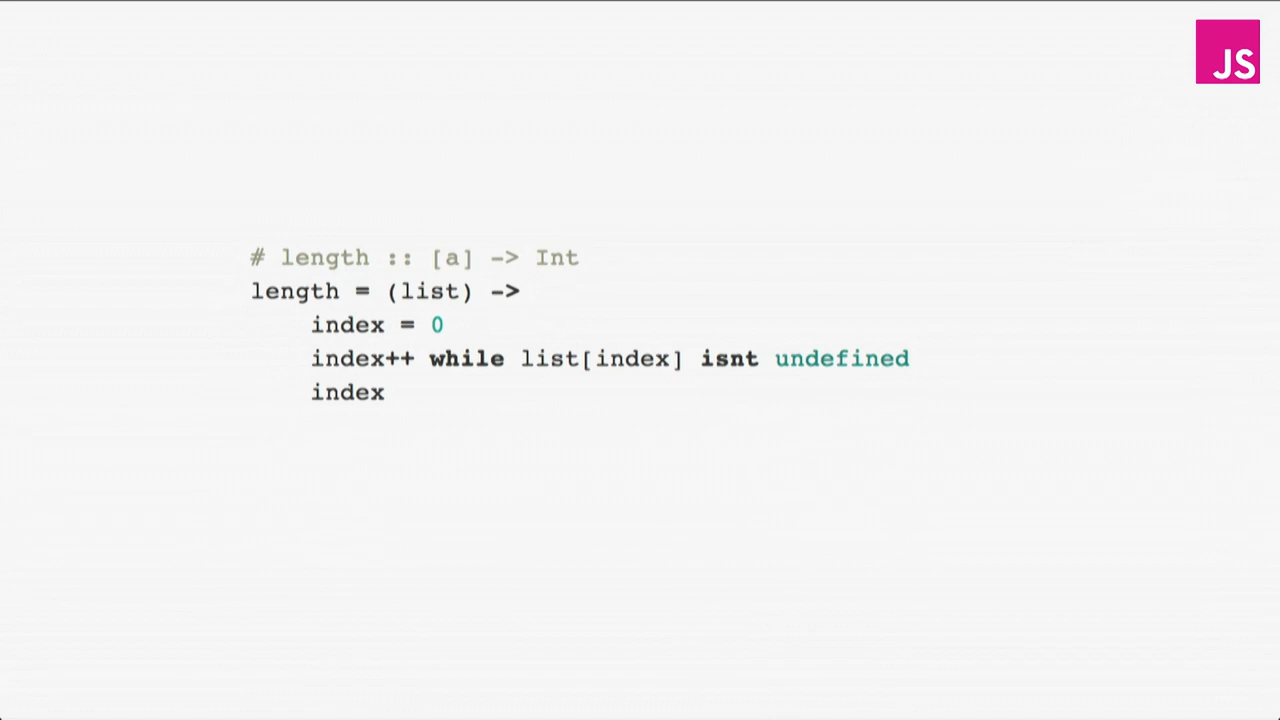 JS
# length :: [a] -> Int
length = (list) ->
    index = 0
    index++ while list[index] isnt undefined
    index